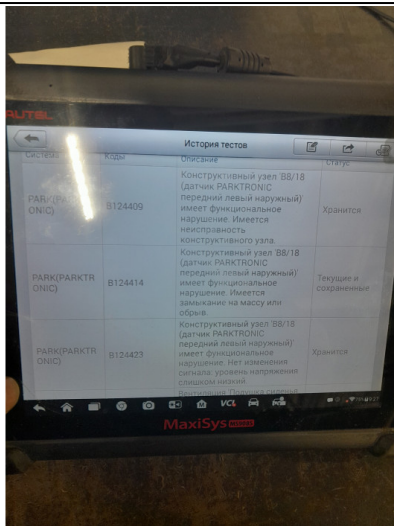 AUTEL
История тестов
Система Коды Описание Статус
PARK(PARKTRONIC) B124409 Конструктивный узел 'B8/18
(датчик PARKTRONIC
передний левый наружный)'
имеет функциональное
нарушение. Имеется
неисправность
конструктивного узла.
Хранится
PARK(PARKTR
ONIC)
B124414
Конструктивный узел 'B8/18
(датчик PARKTRONIC
передний левый наружный)'
имеет функциональное
нарушение. Имеется
замыкание на массу или
обрыв.
Текущие и
сохраненные
PARK(PARKTR
ONIC)
B124423
Конструктивный узел 'B8/18
(датчик PARKTRONIC
передний левый наружный)'
имеет функциональное
нарушение. Нет изменения
сигнала, уровень напряжения
слишком низкий.
Хранится
VCI
MaxiSys